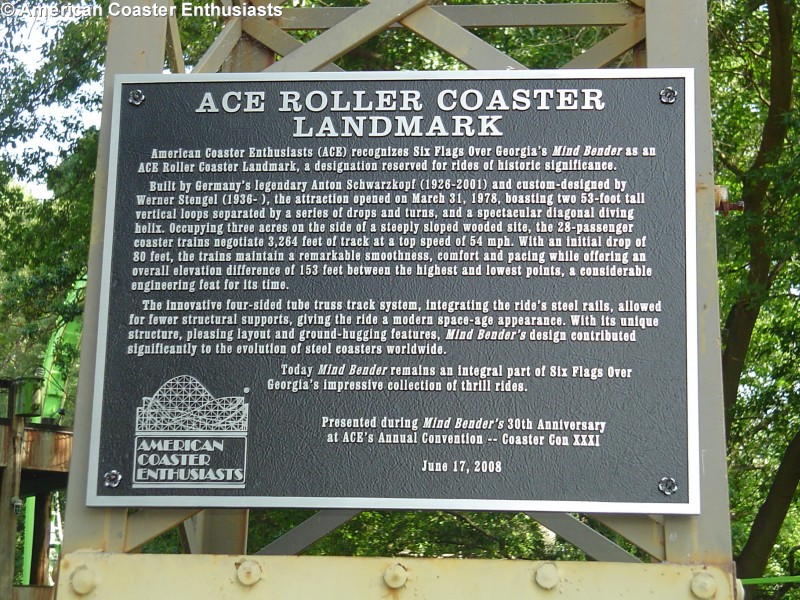 © American Coaster Enthusiasts
ACE ROLLER COASTER
LANDMARK
American Coaster Enthusiasts (ACE) recognizes Six Flags Over Georgia's Mind Bender as an
ACE Roller Coaster Landmark, a designation reserved for rides of historic significance.
Built by Germany's legendary Anton Schwarzkopf (1926-2001) and custom-designed by
Werner Stengel (1936- ), the attraction opened on March 31, 1978, boasting two 53-foot tall
vertical loops separated by a series of drops and turns, and a spectacular diagonal diving
helix. Occupying three acres on the side of a steeply sloped wooded site, the 28-passenger
coaster trains negotiate 3,264 feet of track at a top speed of 54 mph. With an initial drop of
80 feet, the trains maintain a remarkable smoothness, comfort and pacing while offering an
overall elevation difference of 153 feet between the highest and lowest points, a considerable
engineering feat for its time.
The innovative four-sided tube truss track system, integrating the ride's steel rails, allowed
for fewer structural supports, giving the ride a modern space-age appearance. With its unique
structure, pleasing layout and ground-hugging features, Mind Bender's design contributed
significantly to the evolution of steel coasters worldwide.
Today Mind Bender remains an integral part of Six Flags Over
Georgia's impressive collection of thrill rides.
Presented during Mind Bender's 30th Anniversary
at ACE's Annual Convention -- Coaster Con XXXI
June 17, 2008
®
AMERICAN
COASTER
ENTHUSIASTS